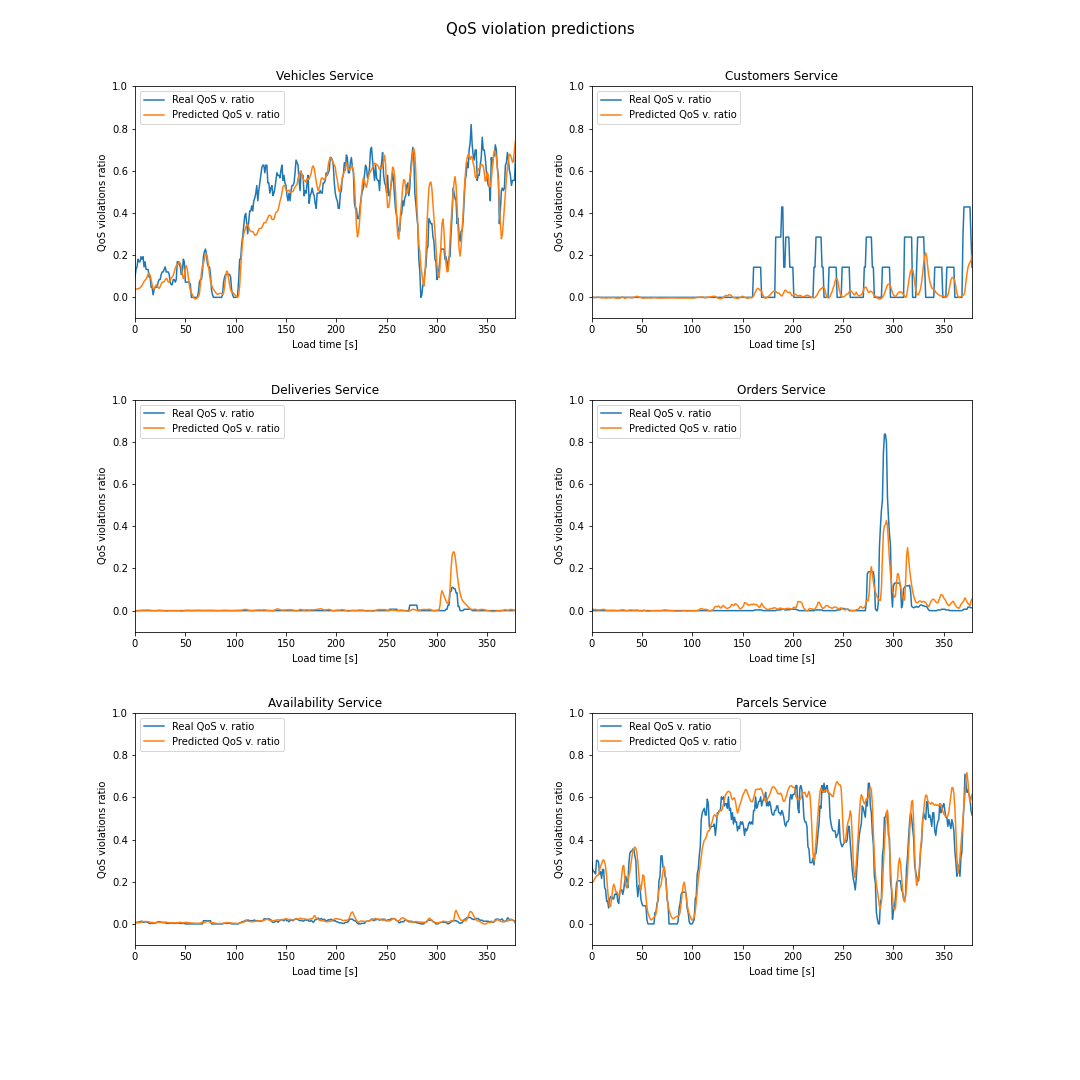 QoS violation predictions
Vehicles Service
Real QoS v. ratio
Predicted QoS v. ratio
QoS violations ratio
1.0
0.8
0.6
0.4
0.2
0.0
0 50 100 150 200 250 300 350
Load time [s]
Customers Service
Real QoS v. ratio
Predicted QoS v. ratio
QoS violations ratio
1.0
0.8
0.6
0.4
0.2
0.0
0 50 100 150 200 250 300 350
Load time [s]
Deliveries Service
Real QoS v. ratio
Predicted QoS v. ratio
QoS violations ratio
1.0
0.8
0.6
0.4
0.2
0.0
0 50 100 150 200 250 300 350
Load time [s]
Orders Service
Real QoS v. ratio
Predicted QoS v. ratio
QoS violations ratio
1.0
0.8
0.6
0.4
0.2
0.0
0 50 100 150 200 250 300 350
Load time [s]
Availability Service
Real QoS v. ratio
Predicted QoS v. ratio
QoS violations ratio
1.0
0.8
0.6
0.4
0.2
0.0
0 50 100 150 200 250 300 350
Load time [s]
Parcels Service
Real QoS v. ratio
Predicted QoS v. ratio
QoS violations ratio
1.0
0.8
0.6
0.4
0.2
0.0
0 50 100 150 200 250 300 350
Load time [s]